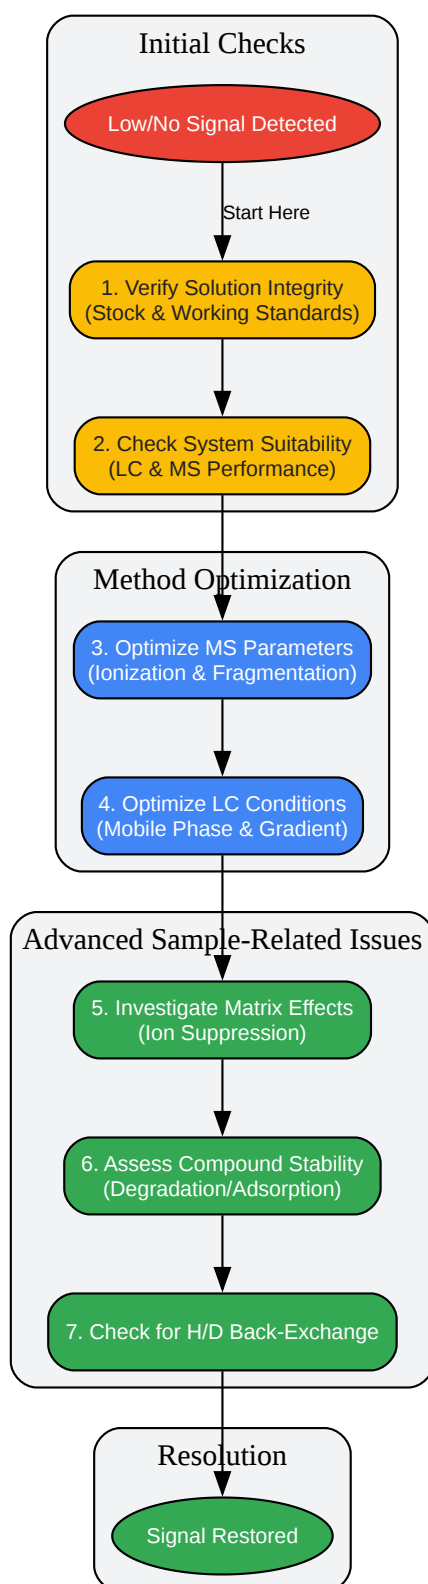 Initial Checks
Low/No Signal Detected
Start Here
1. Verify Solution Integrity
(Stock & Working Standards)
2. Check System Suitability
(LC & MS Performance)
Method Optimization
3. Optimize MS Parameters
(Ionization & Fragmentation)
4. Optimize LC Conditions
(Mobile Phase & Gradient)
Advanced Sample-Related Issues
5. Investigate Matrix Effects
(Ion Suppression)
6. Assess Compound Stability
(Degradation/Adsorption)
7. Check for H/D Back-Exchange
Resolution
Signal Restored